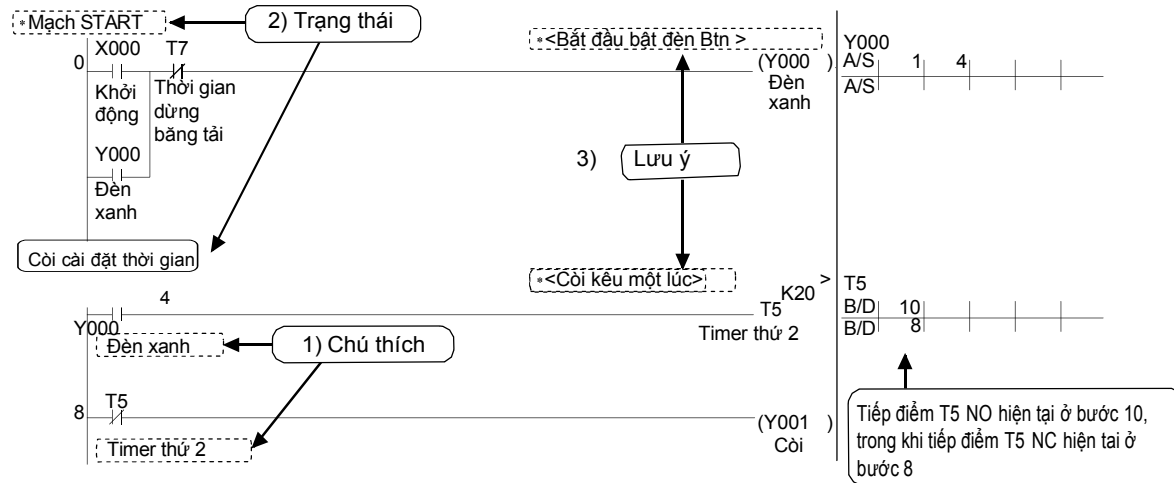 *Mạch START
2) Trạng thái
*<Bắt đầu bật đèn Btn >
0
X000 T7
Khởi động
Thời gian dừng băng tải
(Y000 )
Đèn xanh
Y000
A/S 1 4
A/S
Y000
Đèn xanh
3) Lưu ý
Còi cài đặt thời gian
*<Còi kêu một lúc>
>
4
Y000
Đèn xanh
1) Chú thích
K20
T5
Timer thứ 2
T5
B/D 10
B/D 8
8
T5
Timer thứ 2
(Y001 )
Còi
Tiếp điểm T5 NO hiện tại ở bước 10,
trong khi tiếp điểm T5 NC hiện tai ở
bước 8